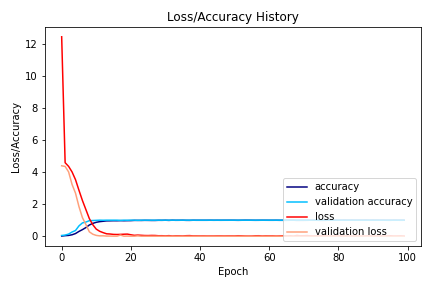 Loss/Accuracy History
Loss/Accuracy
12
10
8
6
4
2
0
accuracy
validation accuracy
loss
validation loss
0 20 40 60 80 100
Epoch